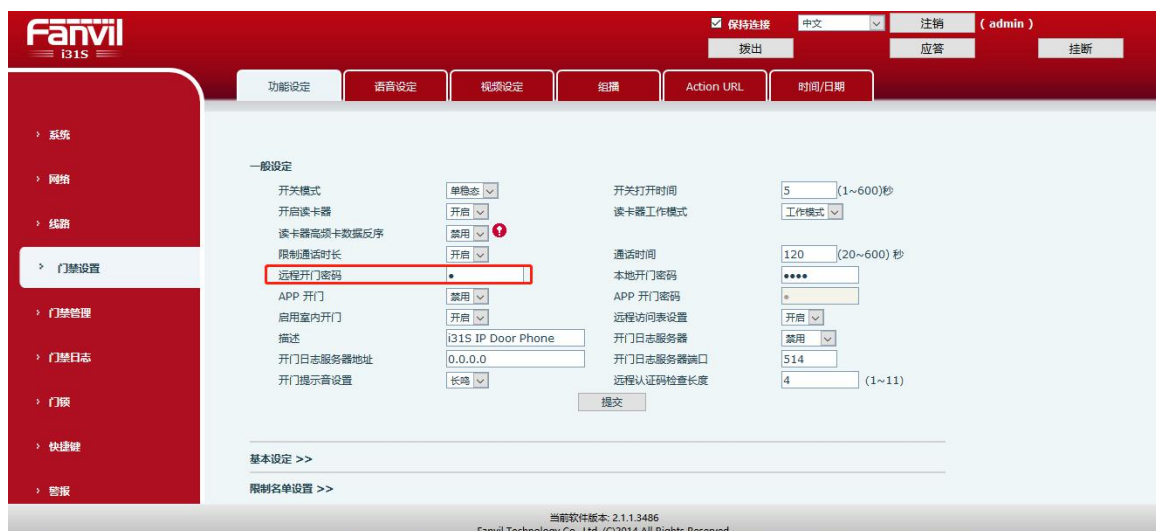 Fanvil
i31S
保持连接 中文 注销 ( admin )
拨出 应答 挂断
功能设定 语音设定 视频设定 组播 Action URL 时间/日期
› 系统
› 网络
› 线路
› 门禁设置
› 门禁管理
› 门禁日志
› 门锁
› 快捷键
› 警报
一般设定
开关模式 单稳态 开关打开时间 5 (1~600)秒
开启读卡器 开启 读卡器工作模式 工作模式
读卡器高频卡数据反序 禁用
限制通话时长 开启 通话时间 120 (20~600) 秒
远程开门密码 • 本地开门密码 ••••
APP 开门 禁用 APP 开门密码 •
启用室内开门 开启 远程访问表设置 开启
描述 i31S IP Door Phone 开门日志服务器 禁用
开门日志服务器地址 0.0.0.0 开门日志服务器端口 514
开门提示音设置 长鸣 远程认证码检查长度 4 (1~11)
提交
基本设定 >>
限制名单设置 >>
当前软件版本: 2.1.1.3486
Fanvil Technology Co., Ltd. (C)2014 All Rights Reserved.